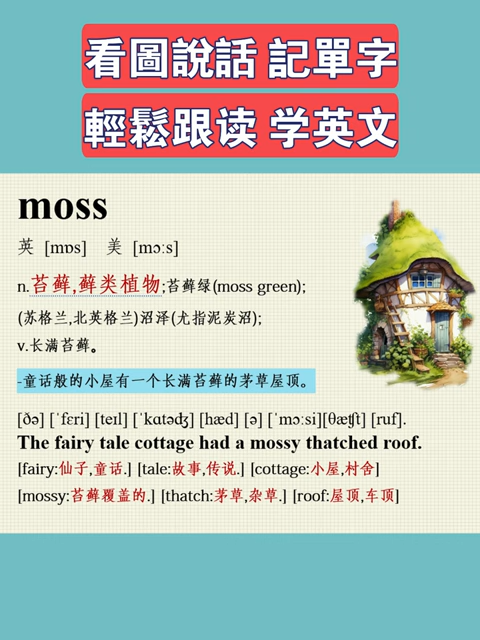 看圖說話 記單字
輕鬆跟读 学英文
moss
英 [mɒs] 美 [mɔːs]
n.苔藓,藓类植物;苔藓绿(moss green);
(苏格兰,北英格兰)沼泽(尤指泥炭沼);
v.长满苔藓。
-童话般的小屋有一个长满苔藓的茅草屋顶。
[ðə] [ˈfɛri] [teɪl] [ˈkɑtədʒ] [hæd] [ə] [ˈmɔːsi][θætʃt] [ruf].
The fairy tale cottage had a mossy thatched roof.
[fairy:仙子,童话.] [tale:故事,传说.] [cottage:小屋,村舍]
[mossy:苔藓覆盖的.] [thatch:茅草,杂草.] [roof:屋顶,车顶]